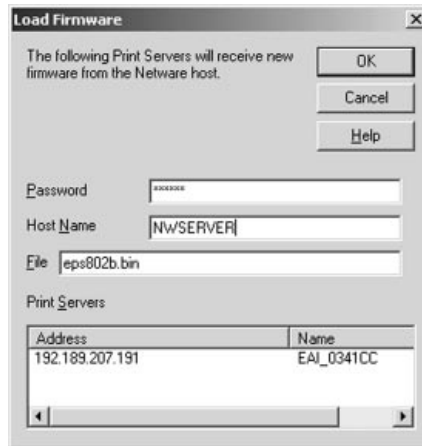 Load Firmware
The following Print Servers will receive new
firmware from the Netware host.
OK
Cancel
Help
Password ******
Host Name NWSERVER
File eps802b.bin
Print Servers
Address Name
192.189.207.191 EAI_0341CC